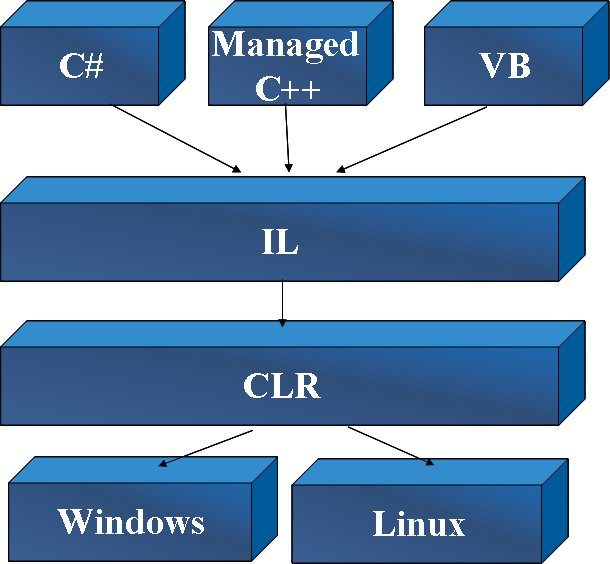 C#
Managed
C++
VB
IL
CLR
Windows
Linux